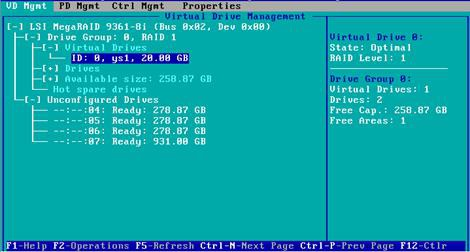 VD Mgmt PD Mgmt Ctrl Mgmt Properties
Virtual Drive Management
[-] LSI MegaRAID 9361-8i (Bus 0x02, Dev 0x00)
[-] Drive Group: 0, RAID 1
[-] Virtual Drives
ID: 0, ys1, 20.00 GB
[+] Drives
[+] Available size: 258.87 GB
Hot spare drives
[-] Unconfigured Drives
--:--:04: Ready: 278.87 GB
--:--:05: Ready: 278.87 GB
--:--:06: Ready: 278.87 GB
--:--:07: Ready: 931.00 GB
Virtual Drive 0:
State: Optimal
RAID Level: 1
Drive Group 0:
Virtual Drives: 1
Drives: 2
Free Cap.: 258.87 GB
Free Areas: 1
F1-Help F2-Operations F5-Refresh Ctrl-N-Next Page Ctrl-P-Prev Page F12-Ctlr